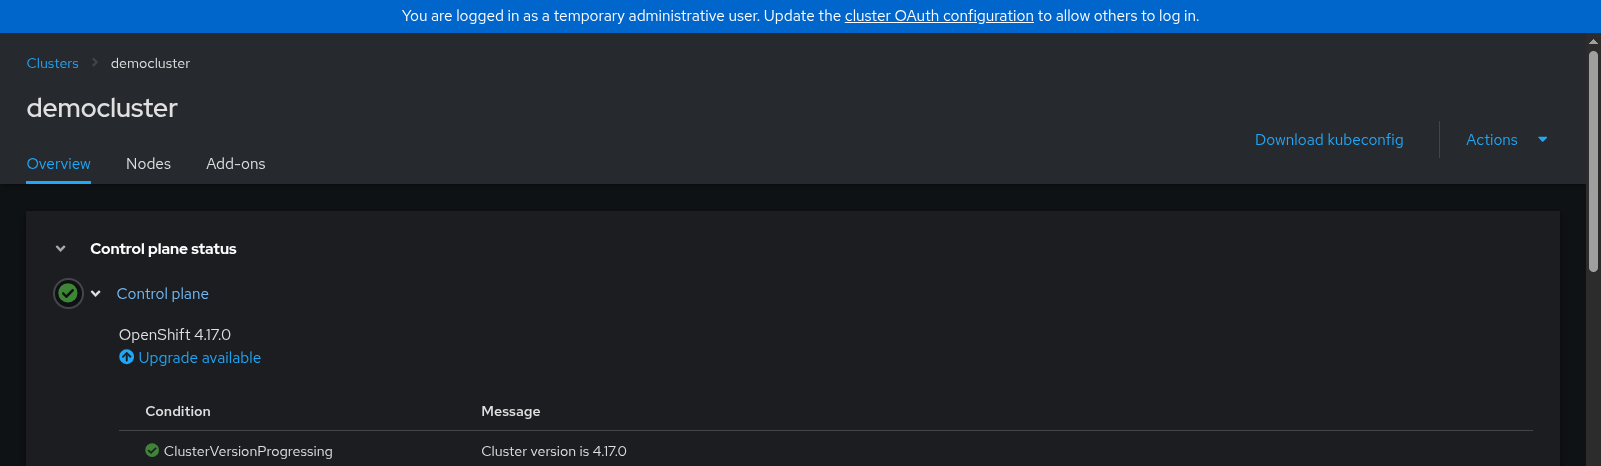 You are logged in as a temporary administrative user. Update the cluster OAuth configuration to allow others to log in.
Clusters democluster
democluster
Download kubeconfig Actions
Overview Nodes Add-ons
Control plane status
Control plane
OpenShift 4.17.0
Upgrade available
Condition Message
ClusterVersionProgressing Cluster version is 4.17.0